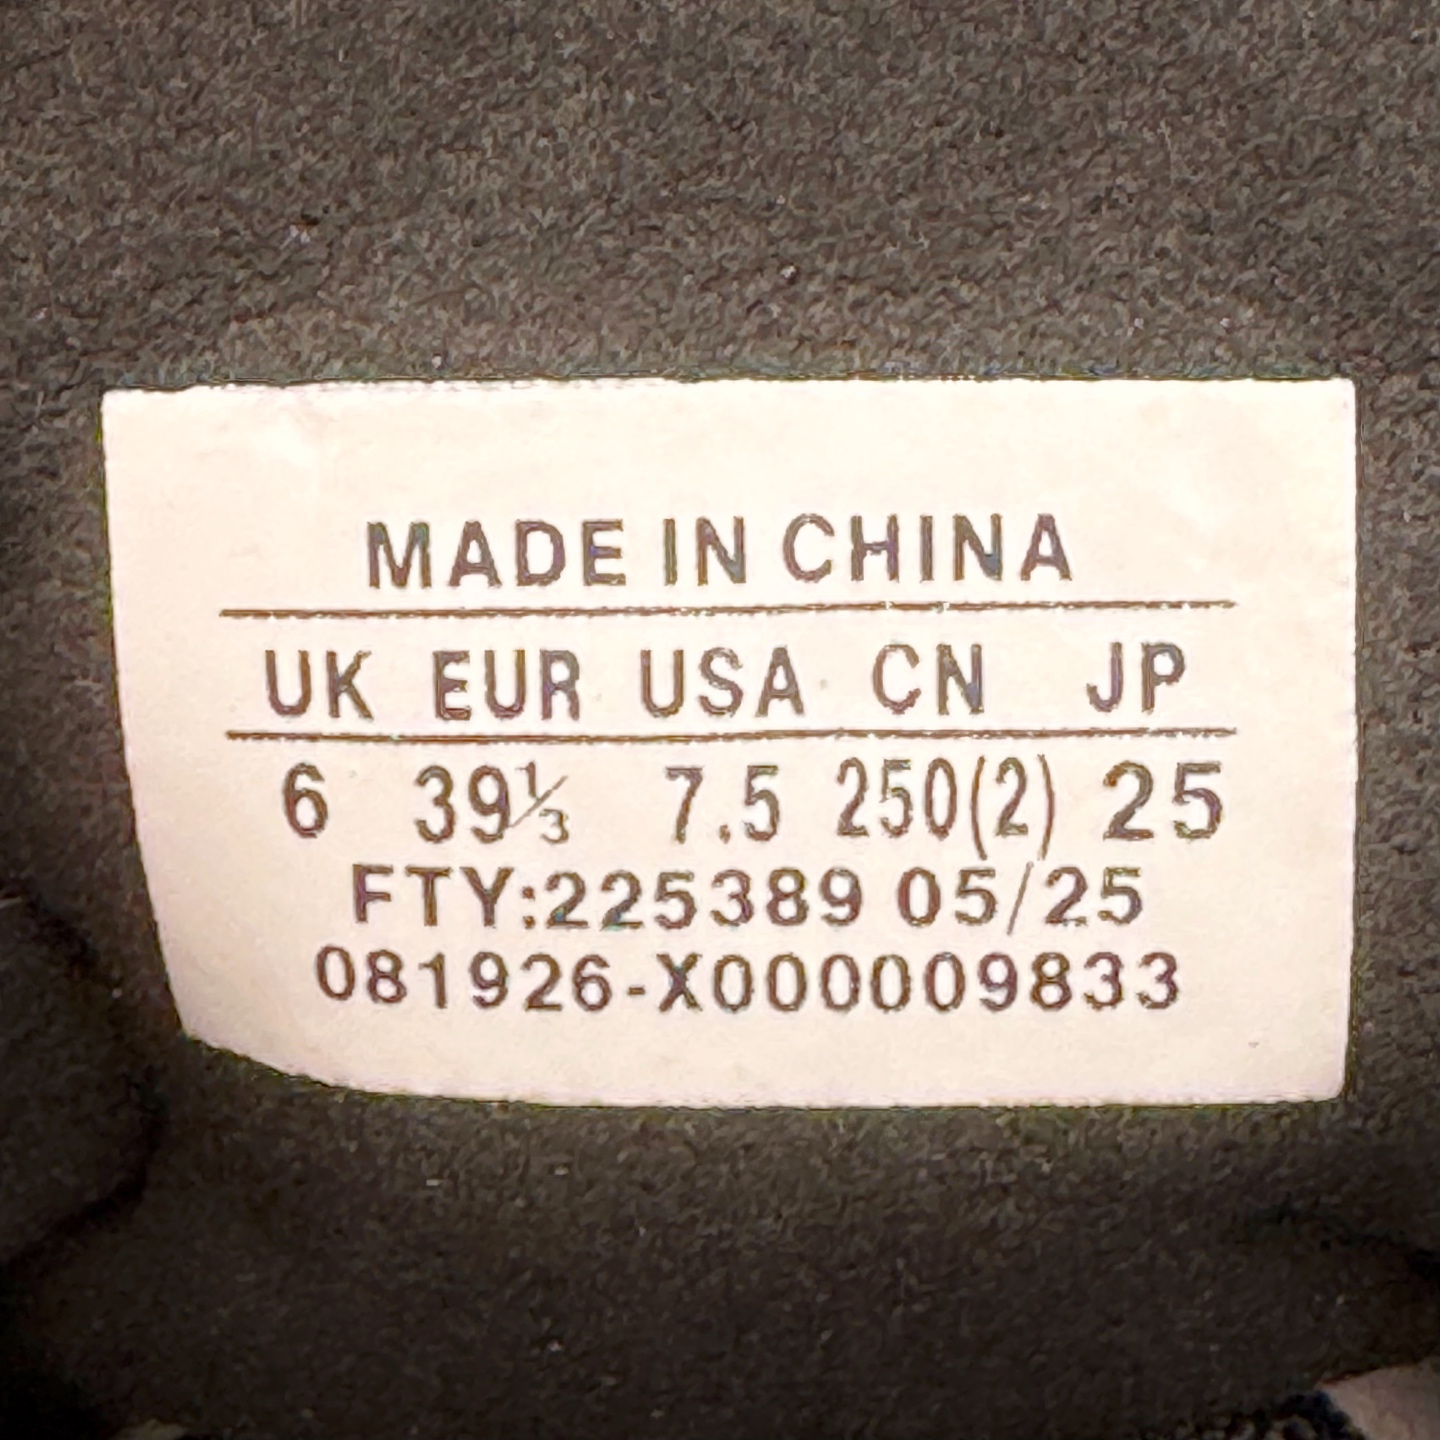 MADE IN CHINA
UK EUR USA CN JP
6 39⅓ 7.5 250(2) 25
FTY:225389 05/25
081926-X000009833